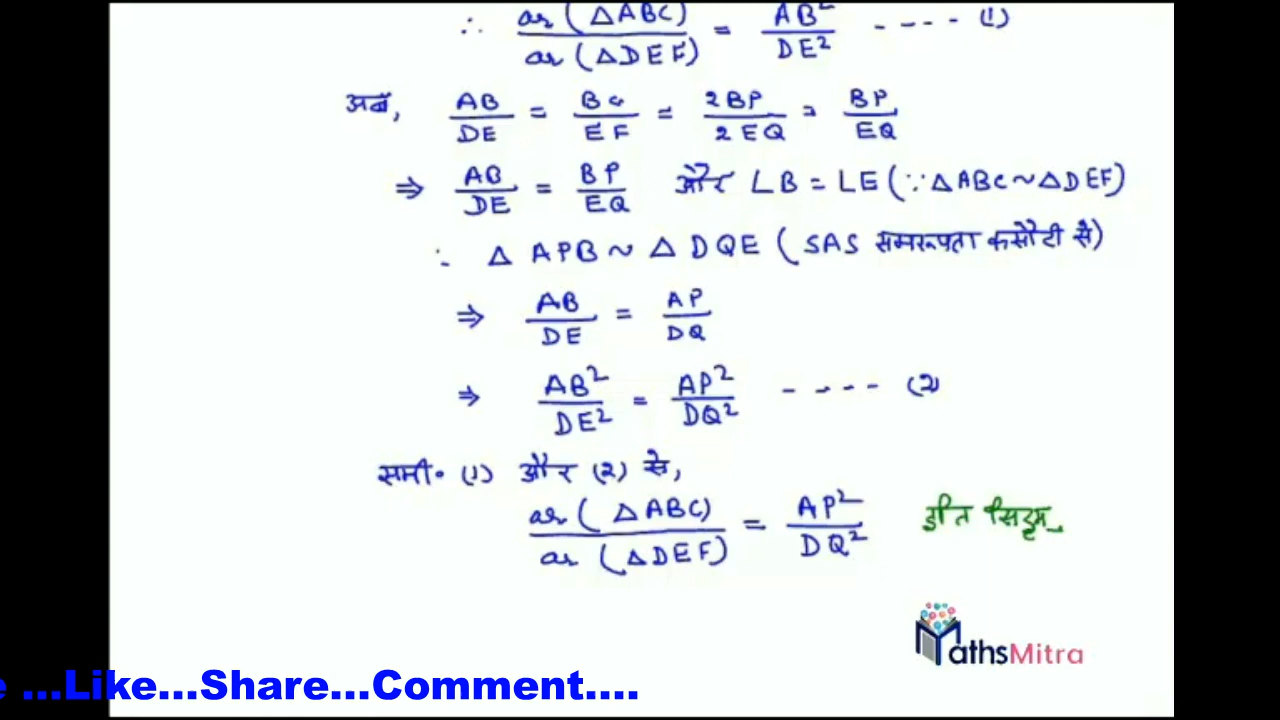 ∴ ar(△ABC)/ar(△DEF) = AB²/DE² ---- (1)
अब, AB/DE = BC/EF = 2BP/2EQ = BP/EQ
⇒ AB/DE = BP/EQ और ∠B = ∠E (∵ △ABC ~ △DEF)
∴ △ APB ~ △ DQE (SAS समरूपता कसौटी से)
⇒ AB/DE = AP/DQ
⇒ AB²/DE² = AP²/DQ² ---- (2)
समी. (1) और (2) से,
ar(△ABC)/ar(△DEF) = AP²/DQ² इति सिद्धम्
MathsMitra
...Like...Share...Comment....